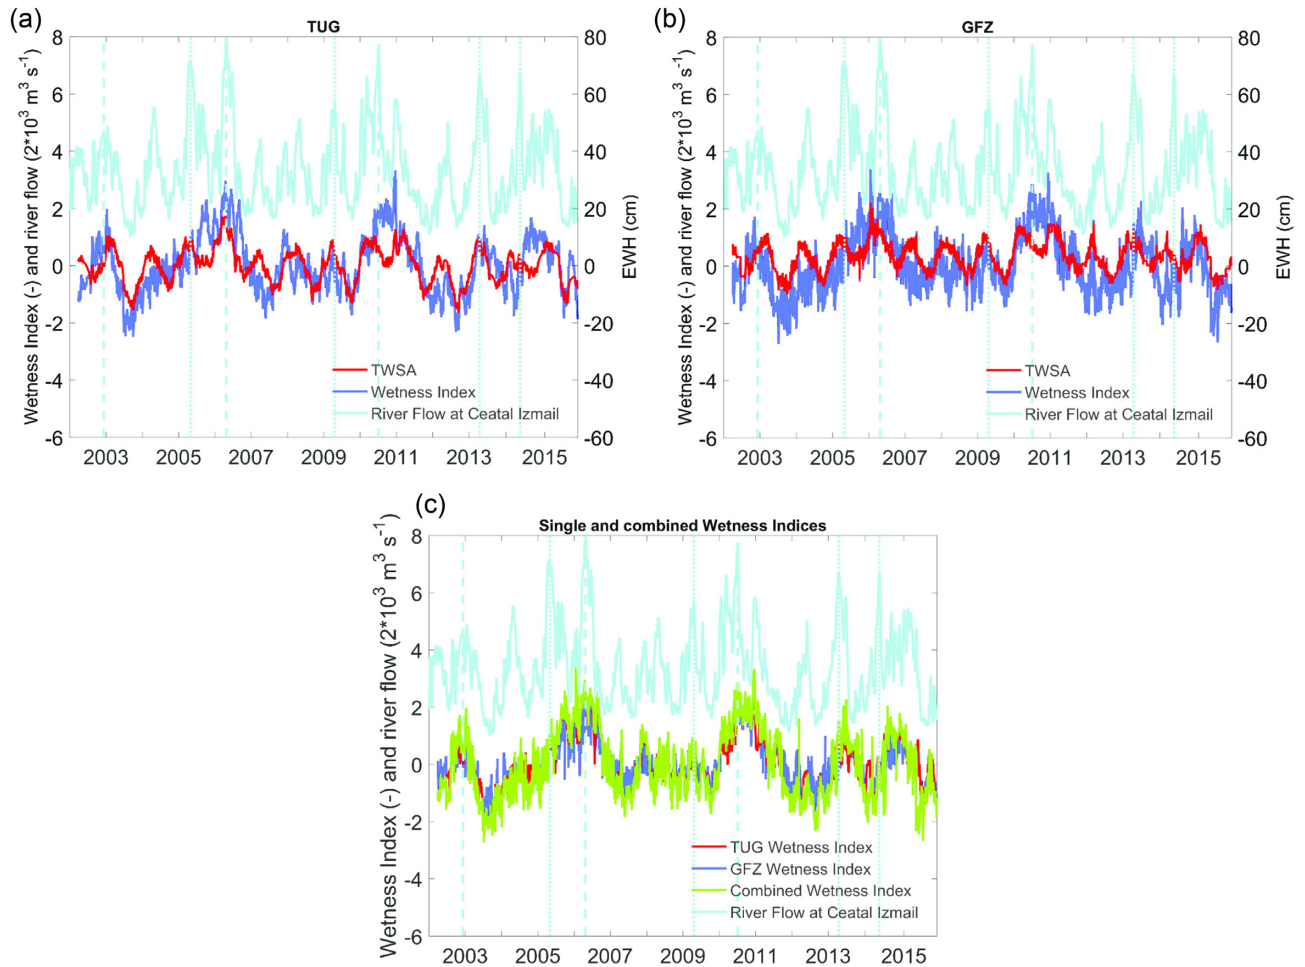 (a)
TUG
Wetness Index (-) and river flow (2*10³ m³ s⁻¹)
8
6
4
2
0
-2
-4
-6
80
60
40
20
0
-20
-40
-60
EWH (cm)
TWSA
Wetness Index
River Flow at Ceatal Izmail
2003 2005 2007 2009 2011 2013 2015
(b)
GFZ
Wetness Index (-) and river flow (2*10³ m³ s⁻¹)
8
6
4
2
0
-2
-4
-6
80
60
40
20
0
-20
-40
-60
EWH (cm)
TWSA
Wetness Index
River Flow at Ceatal Izmail
2003 2005 2007 2009 2011 2013 2015
(c)
Single and combined Wetness Indices
Wetness Index (-) and river flow (2*10³ m³ s⁻¹)
8
6
4
2
0
-2
-4
-6
TUG Wetness Index
GFZ Wetness Index
Combined Wetness Index
River Flow at Ceatal Izmail
2003 2005 2007 2009 2011 2013 2015